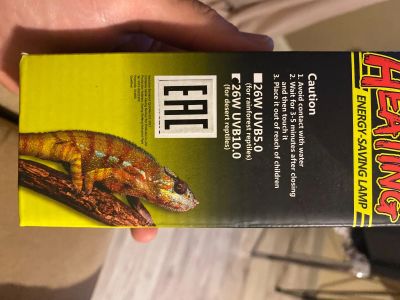 HEATING
ENERGY-SAVING LAMP
Caution
1. Avoid contact with water
2. Wait for 3-5 minutes after closing
and then touch it
3. Place it out of reach of children
26W UVB5.0
(for rainforest reptiles)
26W UVB10.0
(for desert reptiles)
EAC